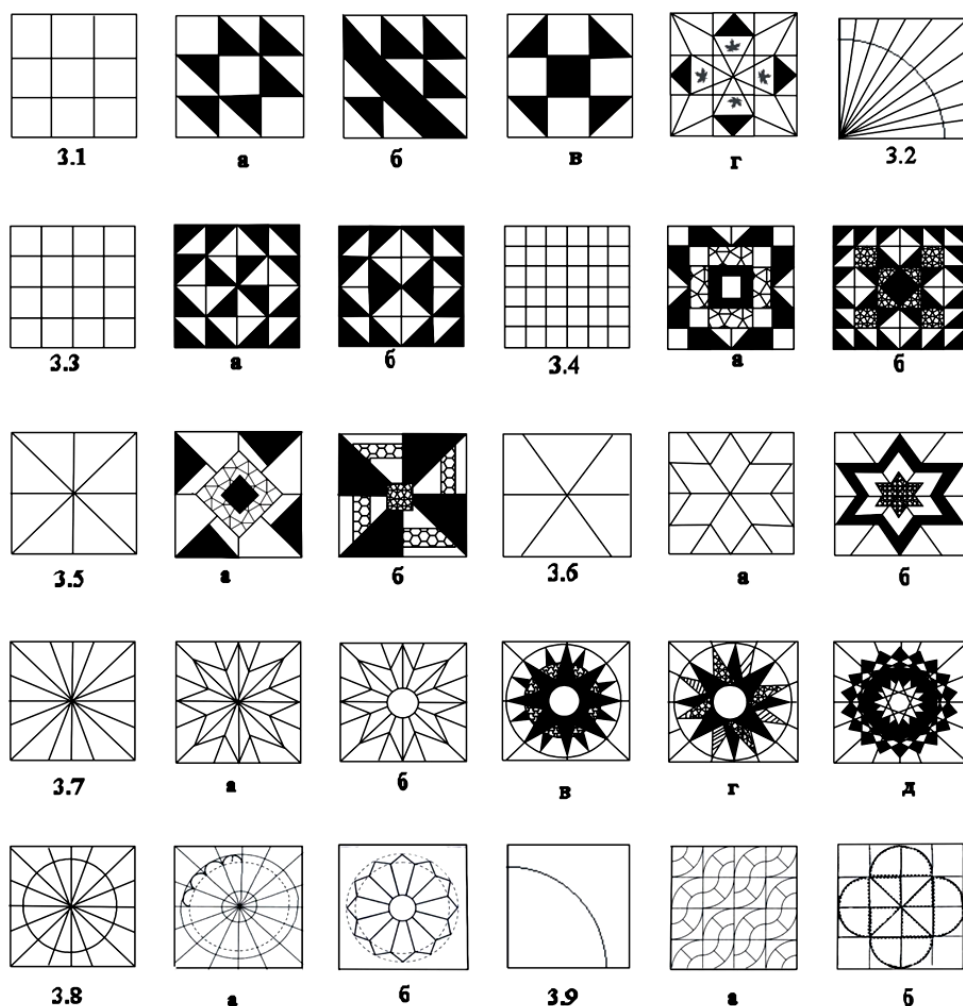 3.1 а б в г 3.2
3.3 а б 3.4 а б
3.5 а б 3.6 а б
3.7 а б в г д
3.8 а б 3.9 а б